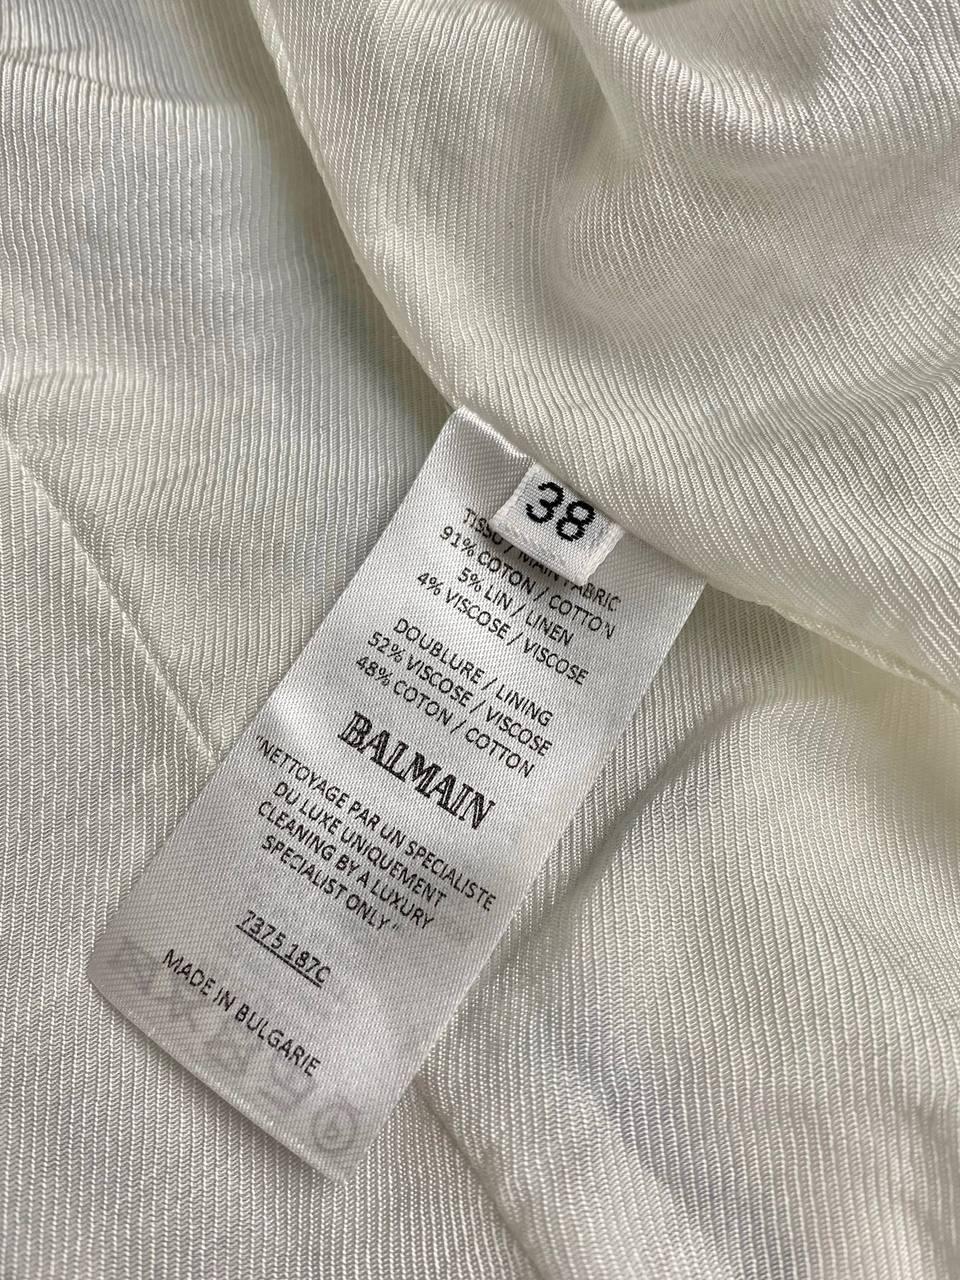 38
TISSU / MAIN FABRIC
91% COTON / COTTON
5% LIN / LINEN
4% VISCOSE / VISCOSE
DOUBLURE / LINING
52% VISCOSE / VISCOSE
48% COTON / COTTON
BALMAIN
"NETTOYAGE PAR UN SPECIALISTE
DU LUXE UNIQUEMENT
CLEANING BY A LUXURY
SPECIALIST ONLY"
7375 187C
MADE IN BULGARIE